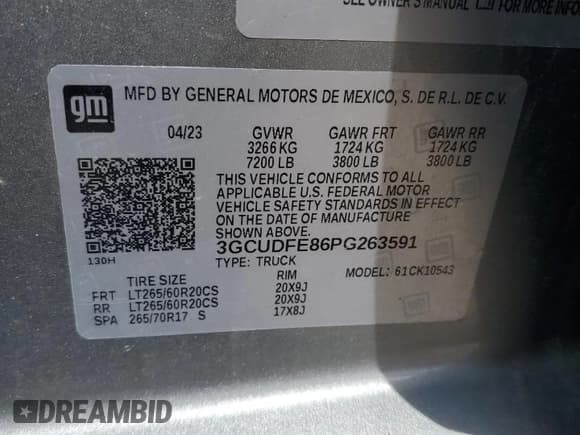 SEE OWNER'S MANUAL FOR MORE INFO
gm
MFD BY GENERAL MOTORS DE MEXICO, S. DE R.L. DE C.V.
04/23 GVWR GAWR FRT GAWR RR
3266 KG 1724 KG 1724 KG
7200 LB 3800 LB 3800 LB
THIS VEHICLE CONFORMS TO ALL
APPLICABLE U.S. FEDERAL MOTOR
VEHICLE SAFETY STANDARDS IN
EFFECT ON THE DATE OF MANUFACTURE
SHOWN ABOVE.
3GCUDFE86PG263591
130H
TYPE: TRUCK MODEL: 61CK10543
TIRE SIZE RIM
FRT LT265/60R20CS 20X9J
RR LT265/60R20CS 20X9J
SPA 265/70R17 S 17X8J
DREAMBID